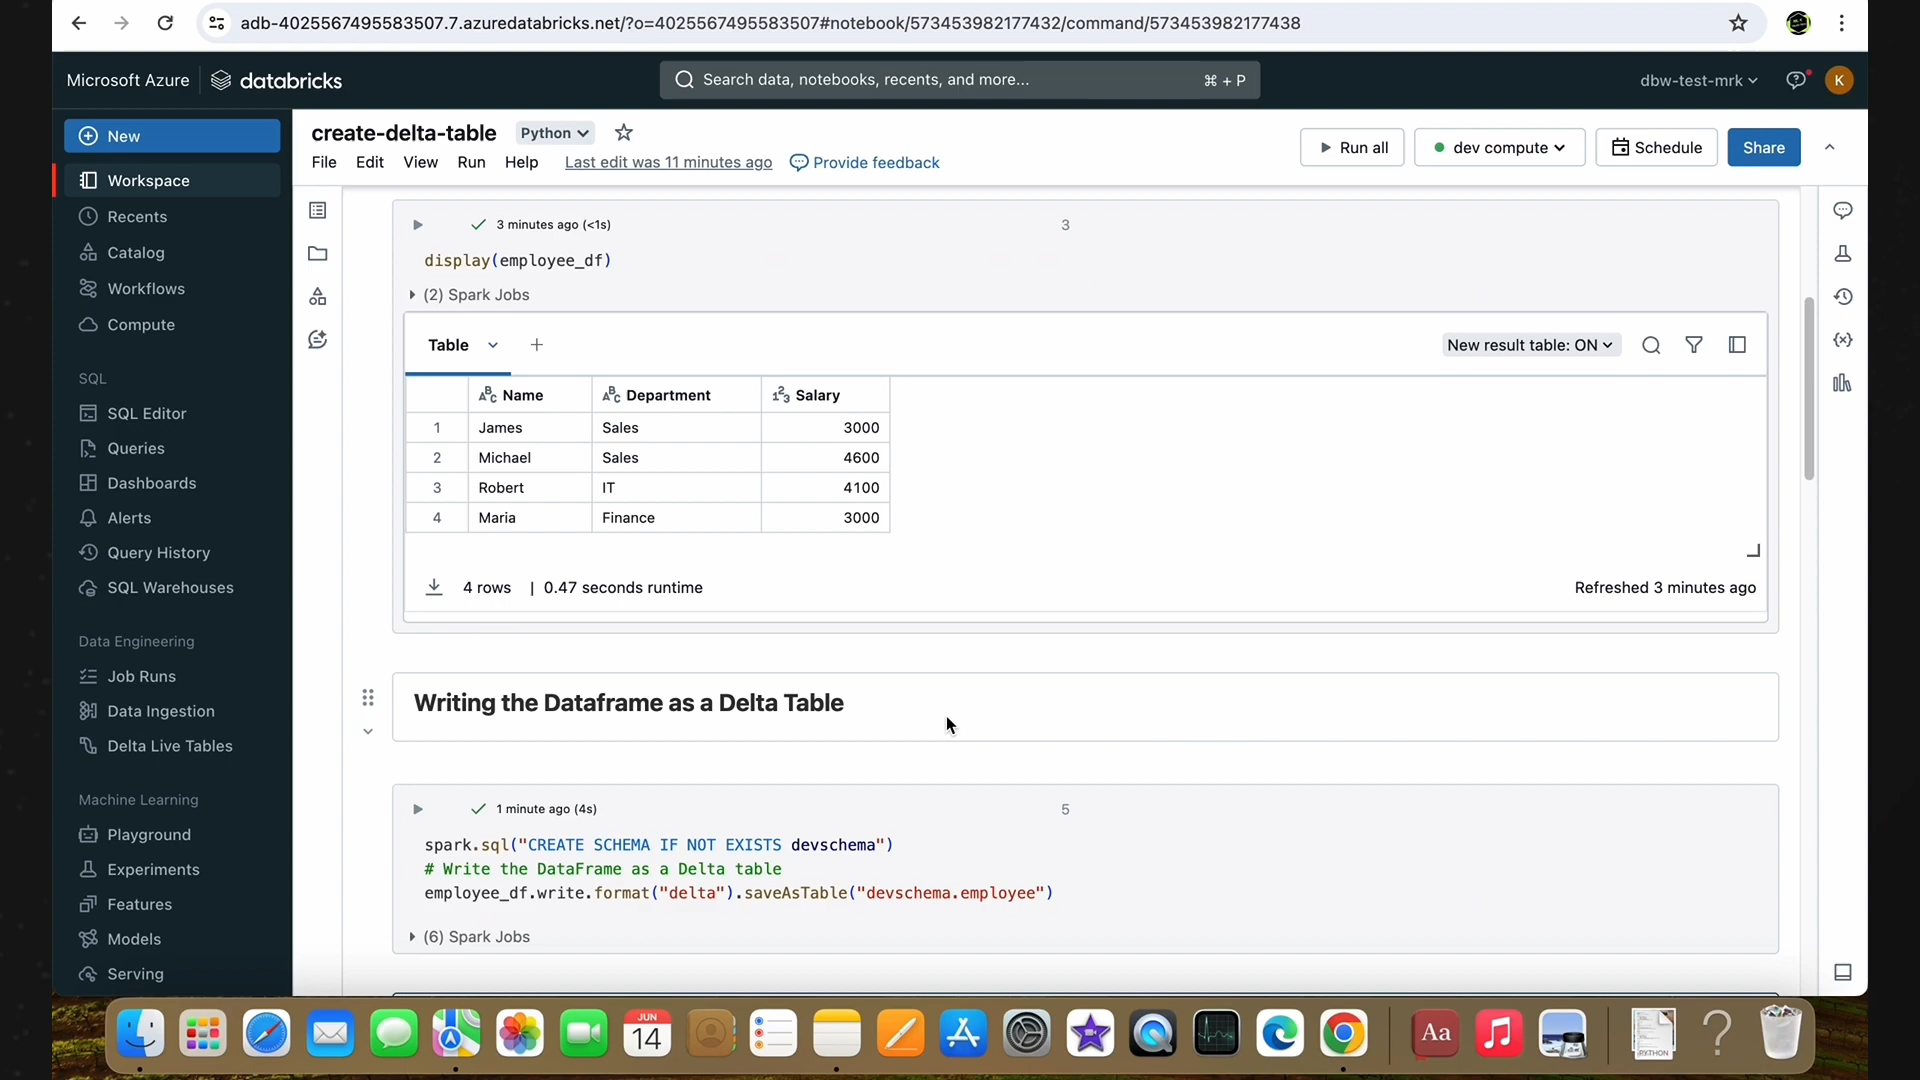 adb-4025567495583507.7.azuredatabricks.net/?o=4025567495583507#notebook/573453982177432/command/573453982177438
Microsoft Azure databricks Search data, notebooks, recents, and more... ⌘ + P dbw-test-mrk K
New
Workspace
Recents
Catalog
Workflows
Compute
SQL
SQL Editor
Queries
Dashboards
Alerts
Query History
SQL Warehouses
Data Engineering
Job Runs
Data Ingestion
Delta Live Tables
Machine Learning
Playground
Experiments
Features
Models
Serving
create-delta-table Python
File Edit View Run Help Last edit was 11 minutes ago Provide feedback
Run all dev compute Schedule Share
3 minutes ago (<1s) 3
display(employee_df)
(2) Spark Jobs
Table + New result table: ON
Name Department Salary
1 James Sales 3000
2 Michael Sales 4600
3 Robert IT 4100
4 Maria Finance 3000
4 rows | 0.47 seconds runtime Refreshed 3 minutes ago
Writing the Dataframe as a Delta Table
1 minute ago (4s) 5
spark.sql("CREATE SCHEMA IF NOT EXISTS devschema")
# Write the DataFrame as a Delta table
employee_df.write.format("delta").saveAsTable("devschema.employee")
(6) Spark Jobs
JUN
14
Aa
PYTHON
?